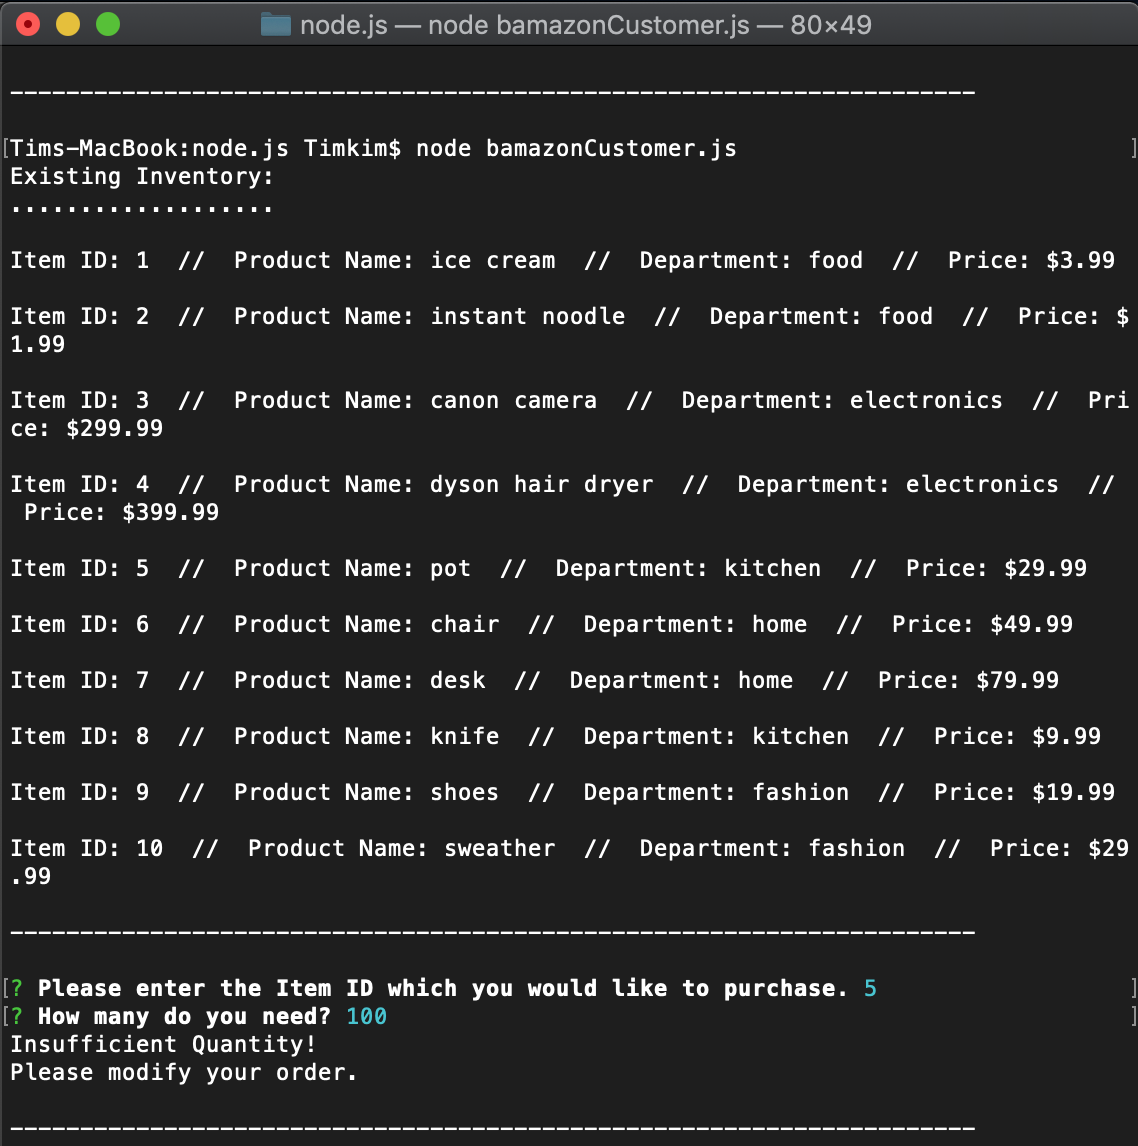 node.js — node bamazonCustomer.js — 80×49
---------------------------------------------------------------------
[Tims-MacBook:node.js Timkim$ node bamazonCustomer.js ]
Existing Inventory:
...................
Item ID: 1  //  Product Name: ice cream  //  Department: food  //  Price: $3.99
Item ID: 2  //  Product Name: instant noodle  //  Department: food  //  Price: $
1.99
Item ID: 3  //  Product Name: canon camera  //  Department: electronics  //  Pri
ce: $299.99
Item ID: 4  //  Product Name: dyson hair dryer  //  Department: electronics  //
 Price: $399.99
Item ID: 5  //  Product Name: pot  //  Department: kitchen  //  Price: $29.99
Item ID: 6  //  Product Name: chair  //  Department: home  //  Price: $49.99
Item ID: 7  //  Product Name: desk  //  Department: home  //  Price: $79.99
Item ID: 8  //  Product Name: knife  //  Department: kitchen  //  Price: $9.99
Item ID: 9  //  Product Name: shoes  //  Department: fashion  //  Price: $19.99
Item ID: 10  //  Product Name: sweather  //  Department: fashion  //  Price: $29
.99
---------------------------------------------------------------------
[? Please enter the Item ID which you would like to purchase. 5 ]
[? How many do you need? 100 ]
Insufficient Quantity!
Please modify your order.
---------------------------------------------------------------------